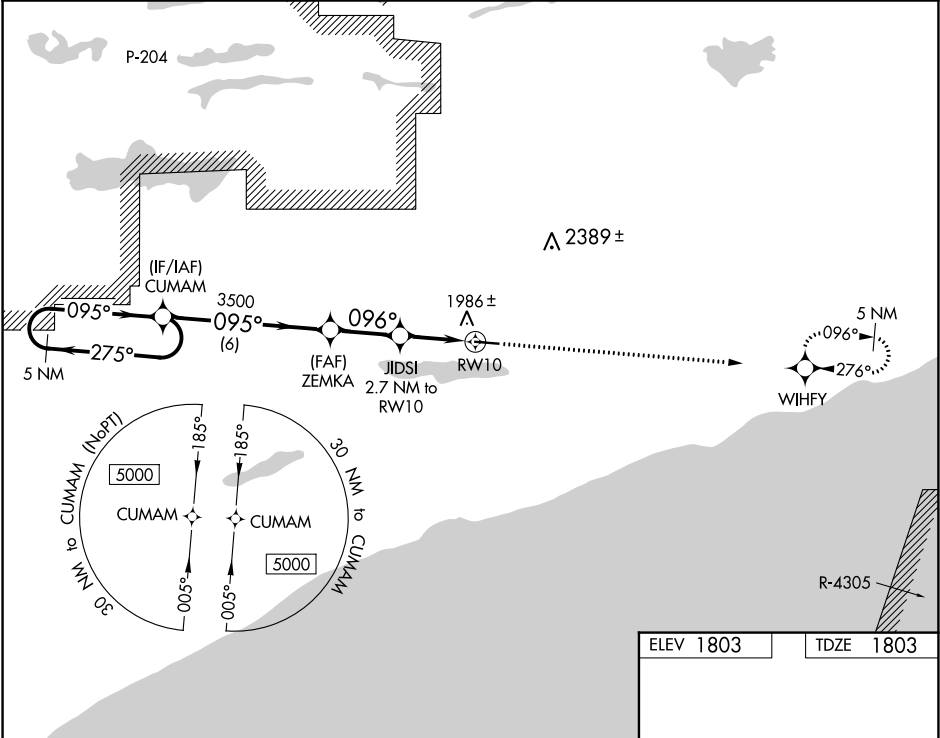 P-204
2389 ±
(IF/IAF)
CUMAM
3500
095°
(6)
095°
275°
5 NM
096°
(FAF)
ZEMKA
JIDSI
2.7 NM to
RW10
1986 ±
RW10
5 NM
096°
276°
WIHFY
30 NM to CUMAM (NoPT)
5000
185°
CUMAM
005°
30 NM to CUMAM
185°
CUMAM
5000
005°
R-4305
ELEV 1803
TDZE 1803